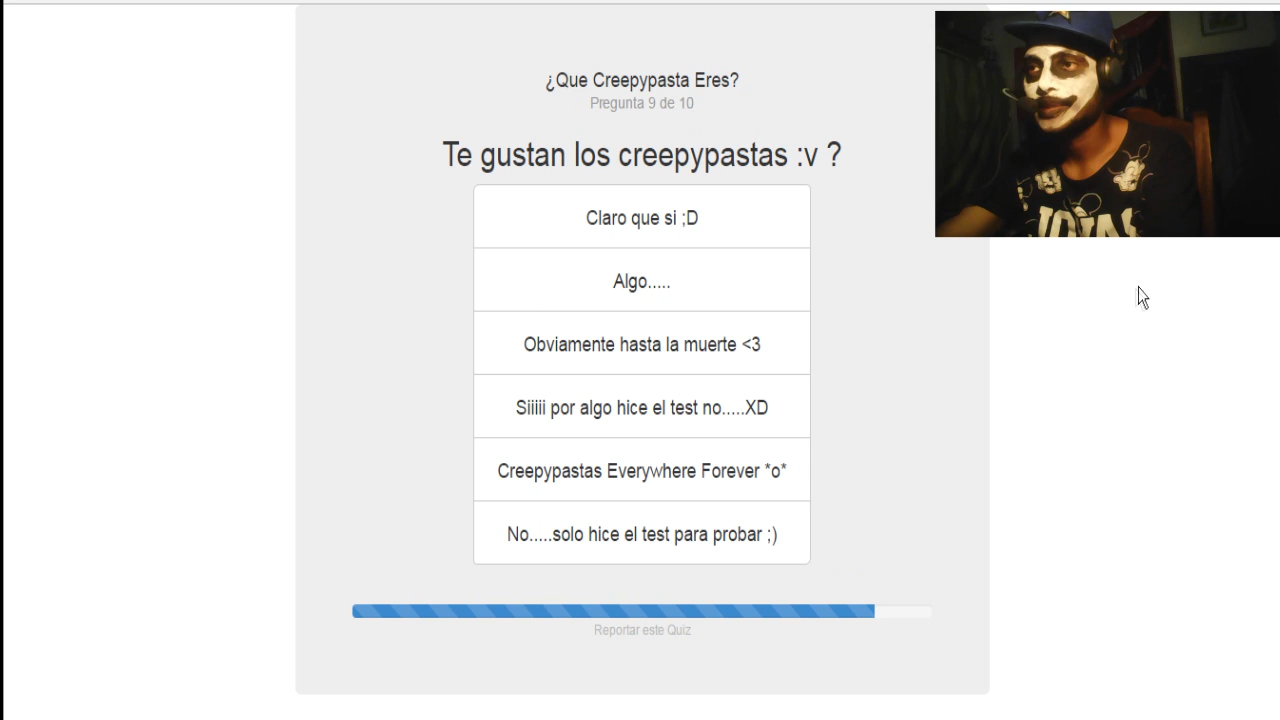 ¿Que Creepypasta Eres?
Pregunta 9 de 10
Te gustan los creepypastas :v ?
Claro que si ;D
Algo.....
Obviamente hasta la muerte <3
Siiiii por algo hice el test no.....XD
Creepypastas Everywhere Forever *o*
No.....solo hice el test para probar ;)
Reportar este Quiz